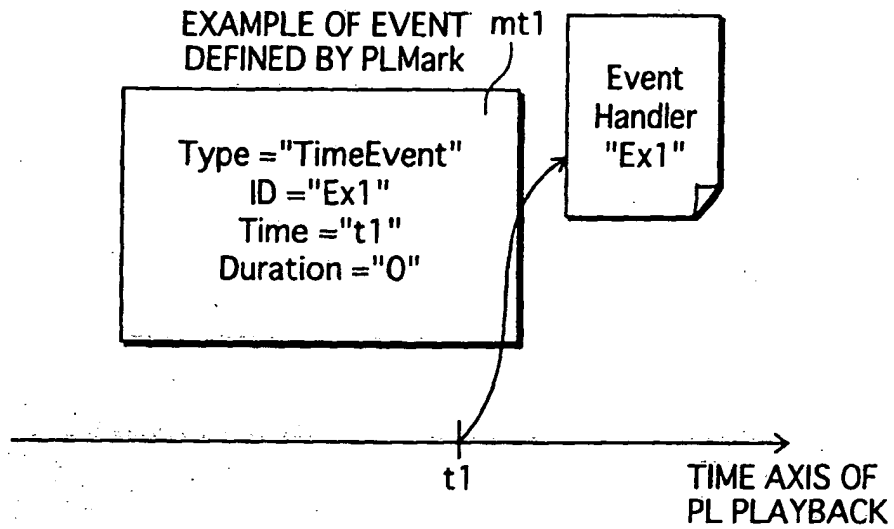 EXAMPLE OF EVENT mt1
DEFINED BY PLMark
Type ="TimeEvent"
ID ="Ex1"
Time ="t1"
Duration ="0"
Event
Handler
"Ex1"
t1
TIME AXIS OF
PL PLAYBACK